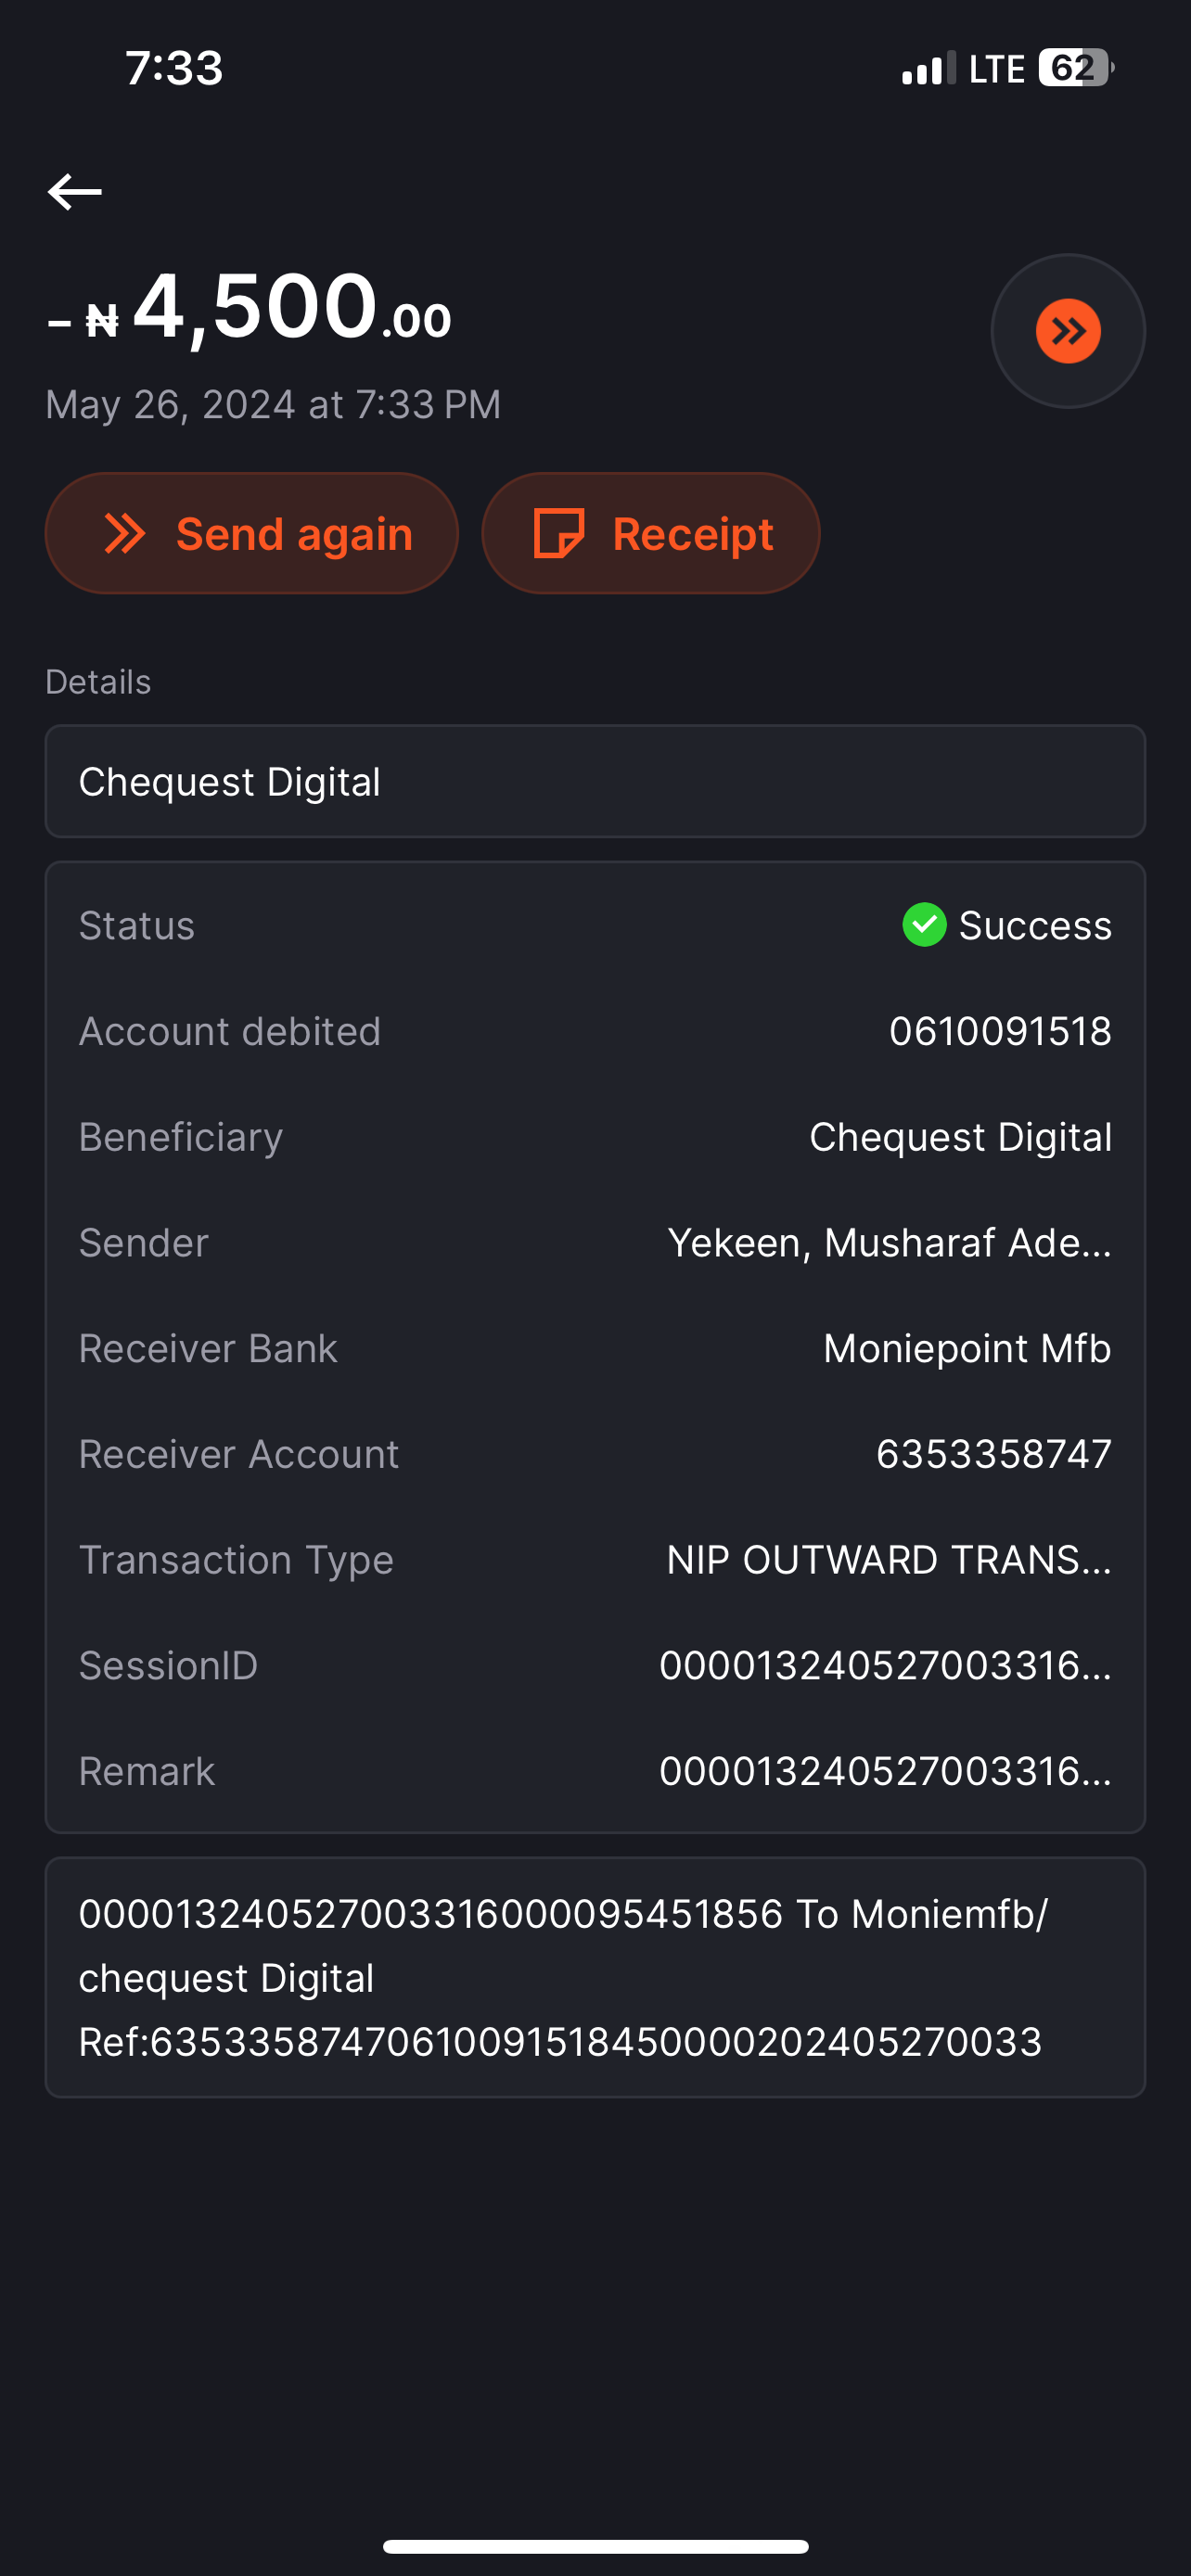 7:33
LTE 62
- ₦ 4,500.00
May 26, 2024 at 7:33 PM
Send again
Receipt
Details
Chequest Digital
Status Success
Account debited 0610091518
Beneficiary Chequest Digital
Sender Yekeen, Musharaf Ade...
Receiver Bank Moniepoint Mfb
Receiver Account 6353358747
Transaction Type NIP OUTWARD TRANS...
SessionID 000013240527003316...
Remark 000013240527003316...
000013240527003316000095451856 To Moniemfb/
chequest Digital
Ref:63533587470610091518450000202405270033